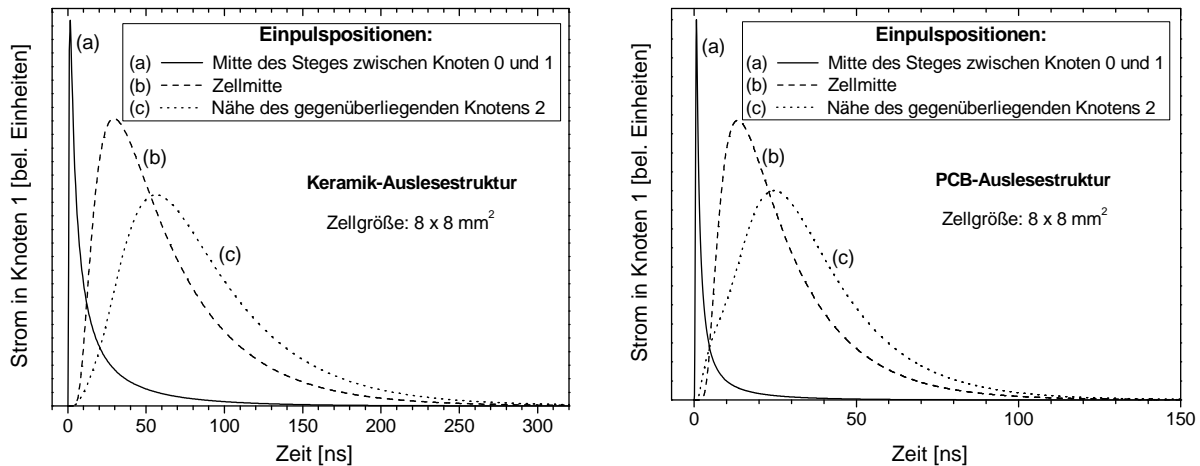 Strom in Knoten 1 [bel. Einheiten]
(a)
Einpulspositionen:
(a) Mitte des Steges zwischen Knoten 0 und 1
(b) Zellmitte
(c) Nähe des gegenüberliegenden Knotens 2
(b)
Keramik-Auslesestruktur
Zellgröße: 8 x 8 mm²
(c)
0 50 100 150 200 250 300
Zeit [ns]
Strom in Knoten 1 [bel. Einheiten]
(a)
Einpulspositionen:
(a) Mitte des Steges zwischen Knoten 0 und 1
(b) Zellmitte
(c) Nähe des gegenüberliegenden Knotens 2
(b)
PCB-Auslesestruktur
Zellgröße: 8 x 8 mm²
(c)
0 50 100 150
Zeit [ns]